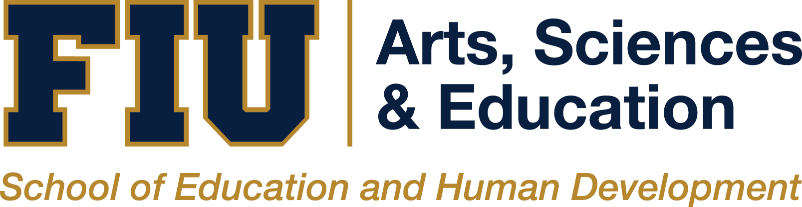 FIU
Arts, Sciences
& Education
School of Education and Human Development